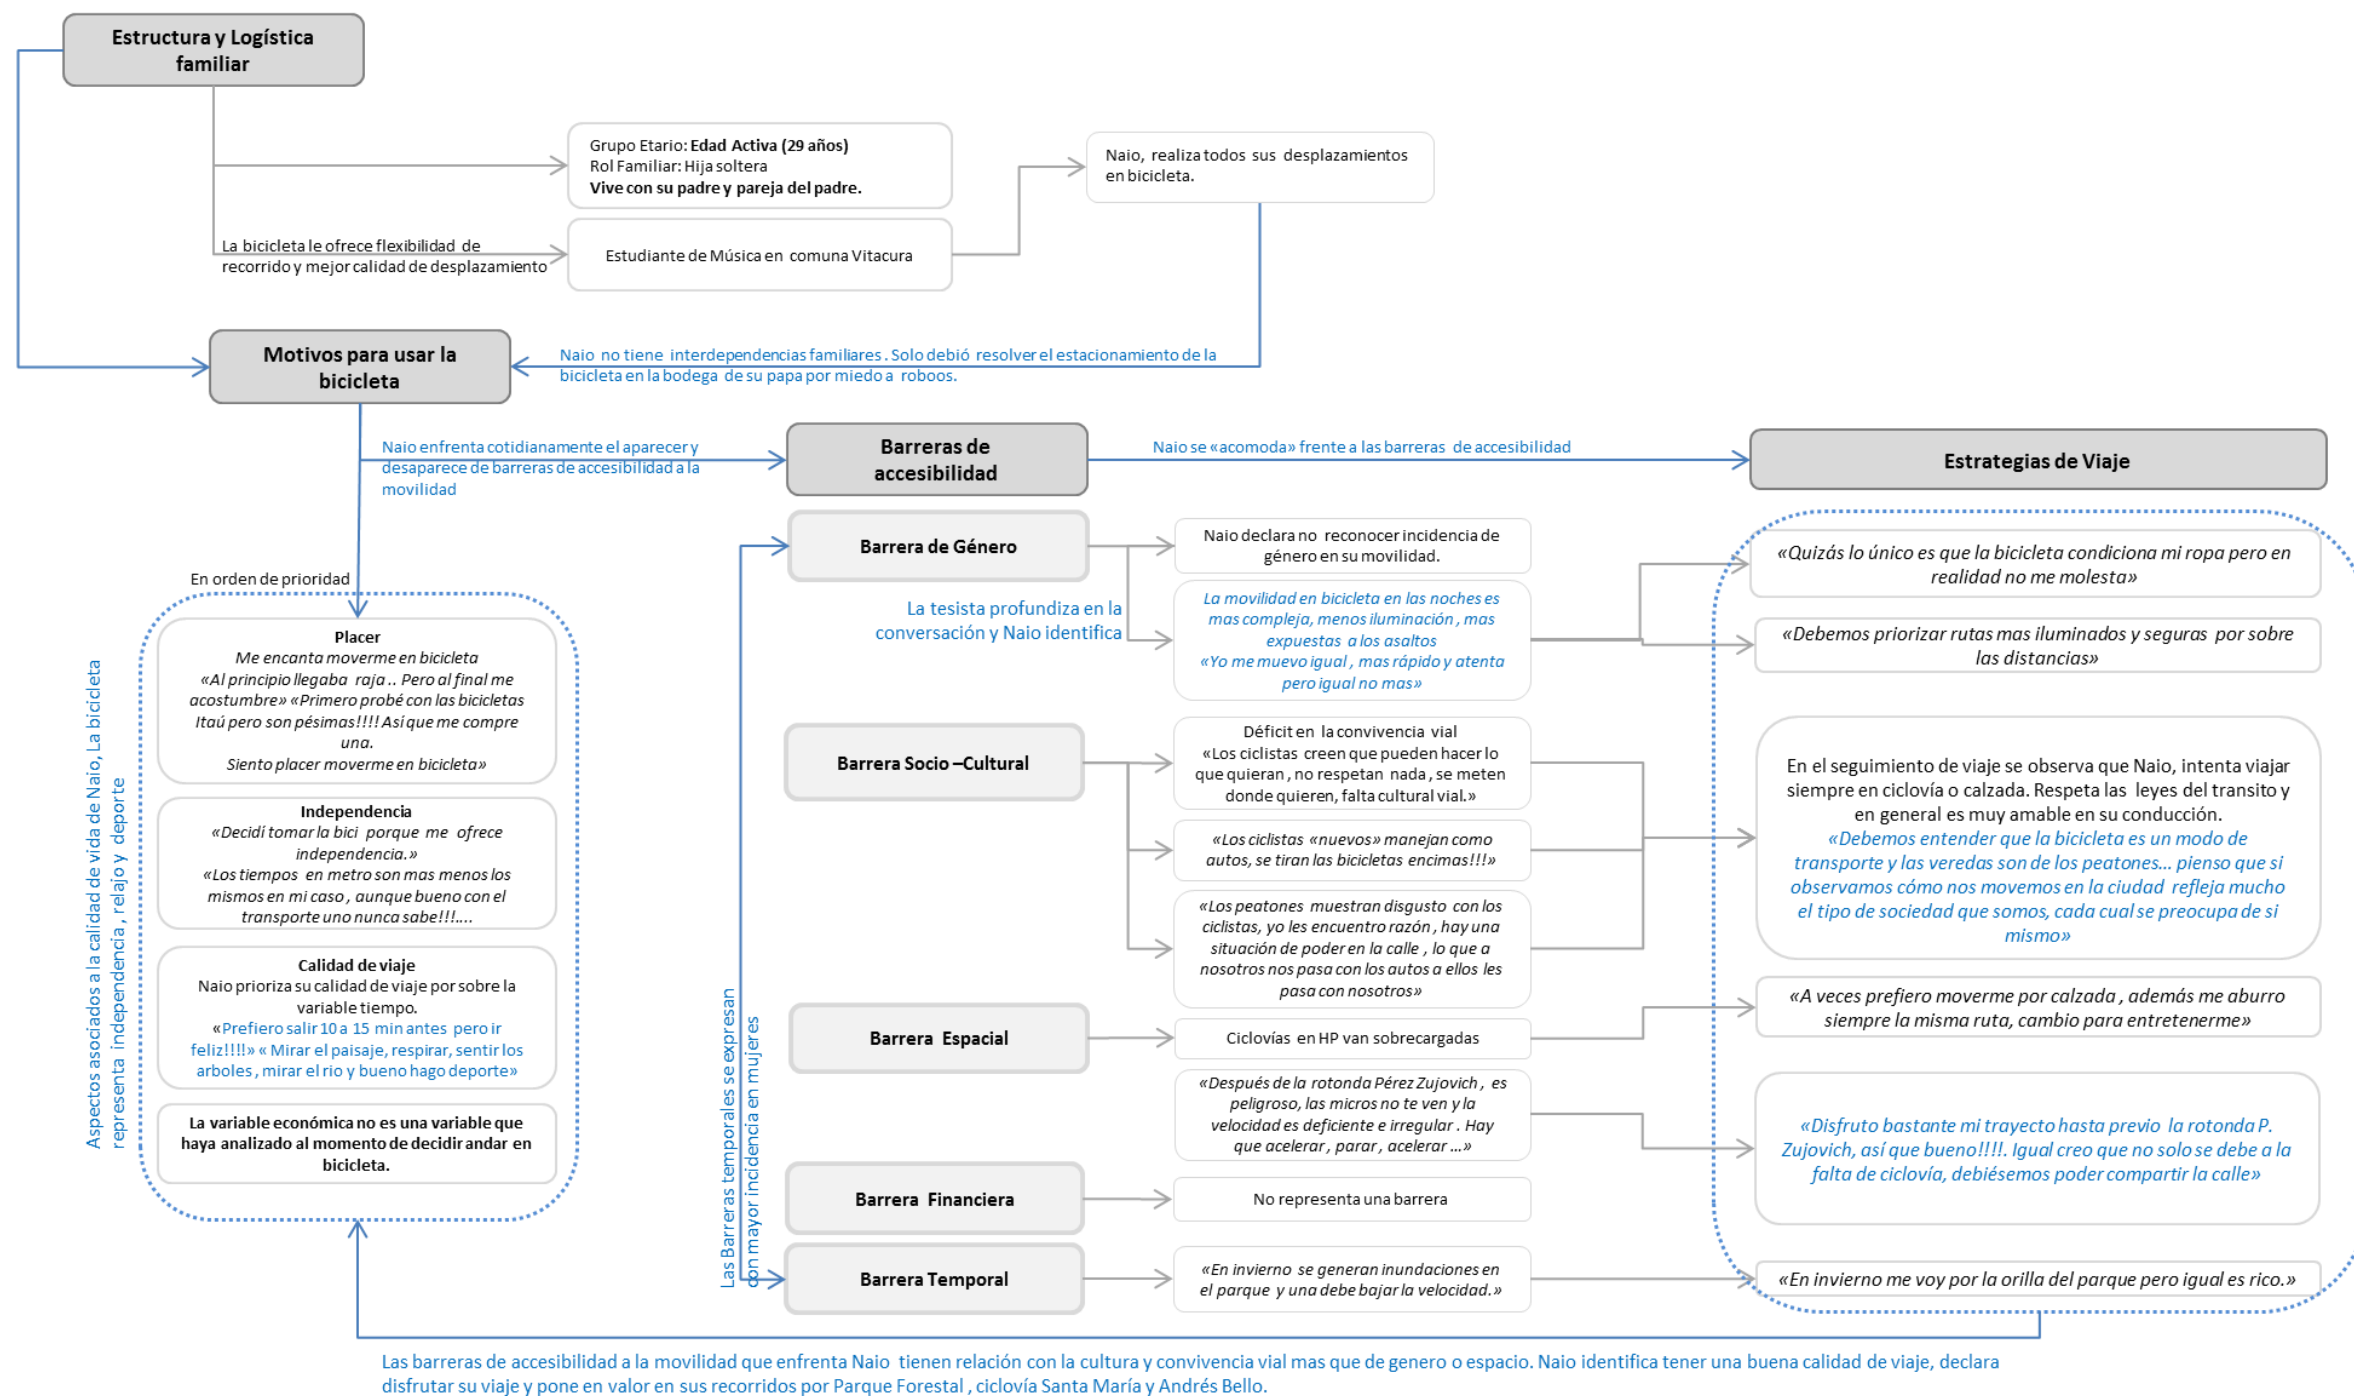 Estructura y Logística
familiar
Grupo Etario: Edad Activa (29 años)
Rol Familiar: Hija soltera
Vive con su padre y pareja del padre.
Naio, realiza todos sus desplazamientos
en bicicleta.
La bicicleta le ofrece flexibilidad de
recorrido y mejor calidad de desplazamiento
Estudiante de Música en comuna Vitacura
Motivos para usar la
bicicleta
Naio no tiene interdependencias familiares . Solo debió resolver el estacionamiento de la
bicicleta en la bodega de su papa por miedo a roboos.
Naio enfrenta cotidianamente el aparecer y
desaparece de barreras de accesibilidad a la
movilidad
Barreras de
accesibilidad
Naio se «acomoda» frente a las barreras de accesibilidad
Estrategias de Viaje
En orden de prioridad
Aspectos asociados a la calidad de vida de Naio, La bicicleta
representa independencia , relajo y deporte
Placer
Me encanta moverme en bicicleta
«Al principio llegaba raja .. Pero al final me
acostumbre» «Primero probé con las bicicletas
Itaú pero son pésimas!!!! Así que me compre
una.
Siento placer moverme en bicicleta»
Independencia
«Decidí tomar la bici porque me ofrece
independencia.»
«Los tiempos en metro son mas menos los
mismos en mi caso , aunque bueno con el
transporte uno nunca sabe!!!....
Calidad de viaje
Naio prioriza su calidad de viaje por sobre la
variable tiempo.
«Prefiero salir 10 a 15 min antes pero ir
feliz!!!!» « Mirar el paisaje, respirar, sentir los
arboles , mirar el rio y bueno hago deporte»
La variable económica no es una variable que
haya analizado al momento de decidir andar en
bicicleta.
Las Barreras temporales se expresan
con mayor incidencia en mujeres
Barrera de Género
Naio declara no reconocer incidencia de
género en su movilidad.
La tesista profundiza en la
conversación y Naio identifica
La movilidad en bicicleta en las noches es
mas compleja, menos iluminación , mas
expuestas a los asaltos
«Yo me muevo igual , mas rápido y atenta
pero igual no mas»
«Quizás lo único es que la bicicleta condiciona mi ropa pero en
realidad no me molesta»
«Debemos priorizar rutas mas iluminados y seguras por sobre
las distancias»
Barrera Socio –Cultural
Déficit en la convivencia vial
«Los ciclistas creen que pueden hacer lo
que quieran , no respetan nada , se meten
donde quieren, falta cultural vial.»
«Los ciclistas «nuevos» manejan como
autos, se tiran las bicicletas encimas!!!»
«Los peatones muestran disgusto con los
ciclistas, yo les encuentro razón , hay una
situación de poder en la calle , lo que a
nosotros nos pasa con los autos a ellos les
pasa con nosotros»
En el seguimiento de viaje se observa que Naio, intenta viajar
siempre en ciclovía o calzada. Respeta las leyes del transito y
en general es muy amable en su conducción.
«Debemos entender que la bicicleta es un modo de
transporte y las veredas son de los peatones... pienso que si
observamos cómo nos movemos en la ciudad refleja mucho
el tipo de sociedad que somos, cada cual se preocupa de si
mismo»
Barrera Espacial
Ciclovías en HP van sobrecargadas
«A veces prefiero moverme por calzada , además me aburro
siempre la misma ruta, cambio para entretenerme»
«Después de la rotonda Pérez Zujovich , es
peligroso, las micros no te ven y la
velocidad es deficiente e irregular . Hay
que acelerar , parar , acelerar ...»
«Disfruto bastante mi trayecto hasta previo la rotonda P.
Zujovich, así que bueno!!!!. Igual creo que no solo se debe a la
falta de ciclovía, debiésemos poder compartir la calle»
Barrera Financiera
No representa una barrera
Barrera Temporal
«En invierno se generan inundaciones en
el parque y una debe bajar la velocidad.»
«En invierno me voy por la orilla del parque pero igual es rico.»
Las barreras de accesibilidad a la movilidad que enfrenta Naio tienen relación con la cultura y convivencia vial mas que de genero o espacio. Naio identifica tener una buena calidad de viaje, declara
disfrutar su viaje y pone en valor en sus recorridos por Parque Forestal , ciclovía Santa María y Andrés Bello.